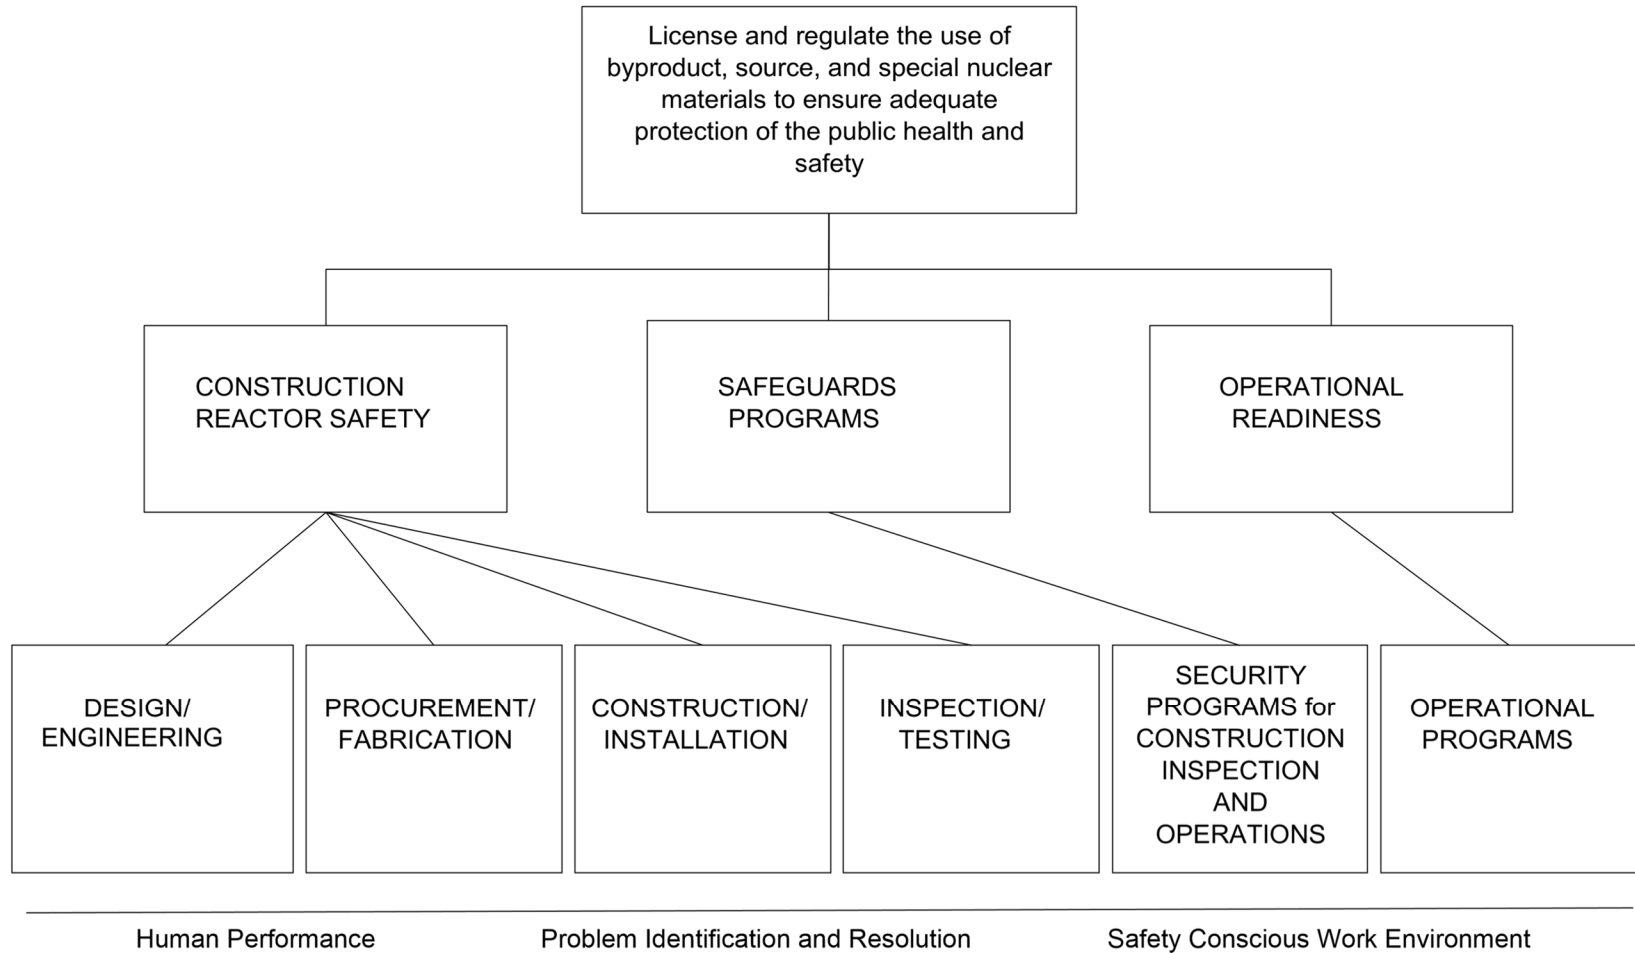 License and regulate the use of
byproduct, source, and special nuclear
materials to ensure adequate
protection of the public health and
safety
CONSTRUCTION
REACTOR SAFETY
SAFEGUARDS
PROGRAMS
OPERATIONAL
READINESS
DESIGN/
ENGINEERING
PROCUREMENT/
FABRICATION
CONSTRUCTION/
INSTALLATION
INSPECTION/
TESTING
SECURITY
PROGRAMS for
CONSTRUCTION
INSPECTION
AND
OPERATIONS
OPERATIONAL
PROGRAMS
Human Performance
Problem Identification and Resolution
Safety Conscious Work Environment